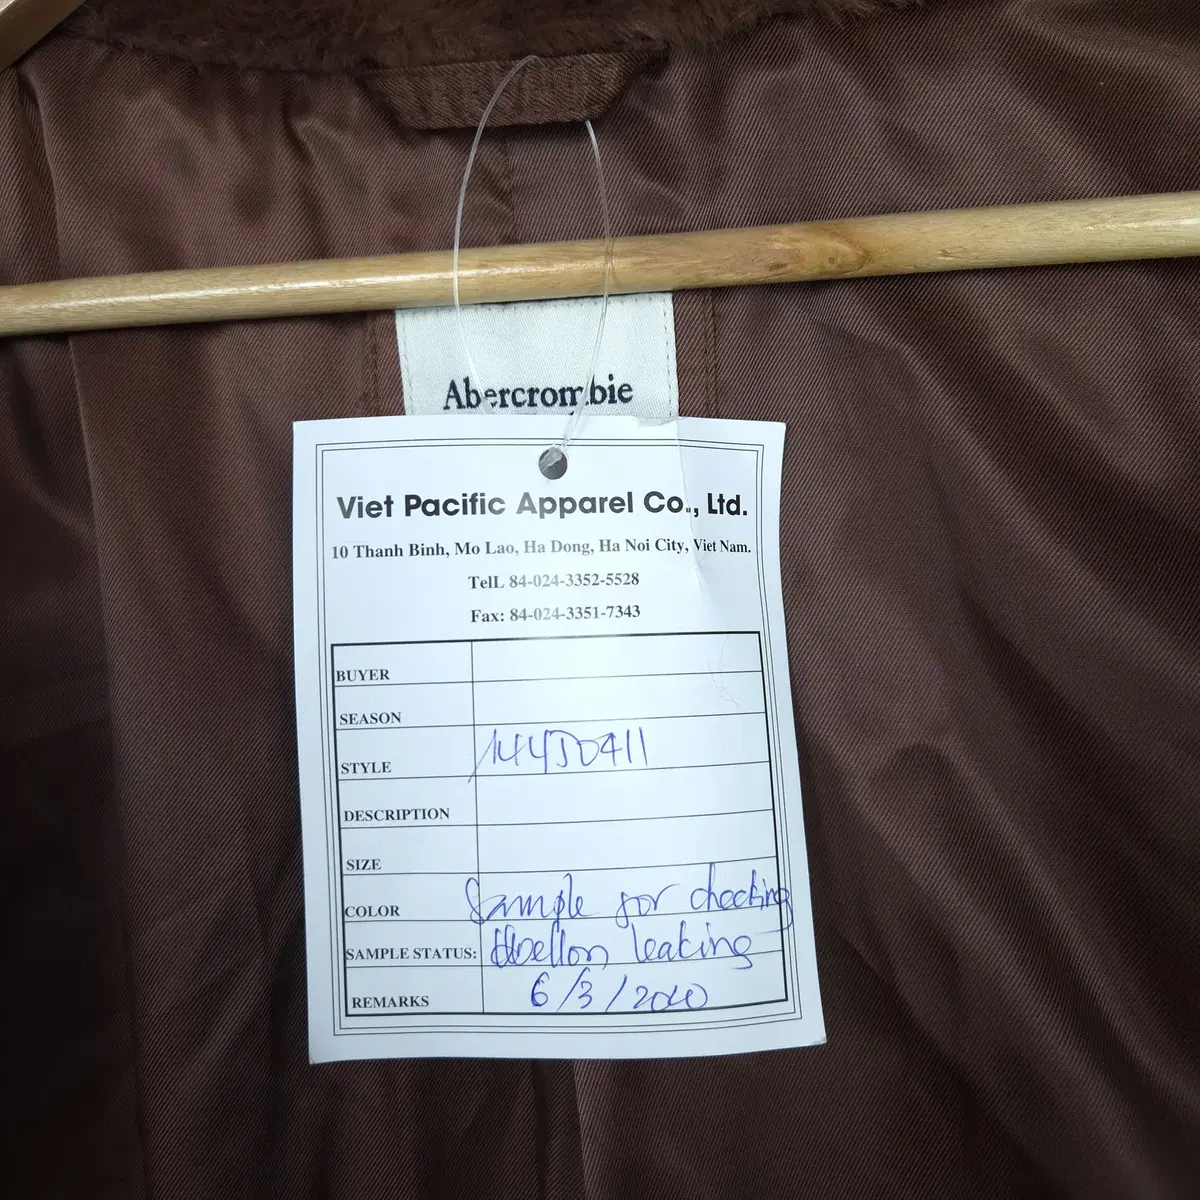 Abercrombie
Viet Pacific Apparel Co., Ltd.
10 Thanh Binh, Mo Lao, Ha Dong, Ha Noi City, Viet Nam.
TelL 84-024-3352-5528
Fax: 84-024-3351-7343
BUYER
SEASON
STYLE 144J0411
DESCRIPTION
SIZE
COLOR Sample for checking
SAMPLE STATUS: leaking
REMARKS 6/3/2020